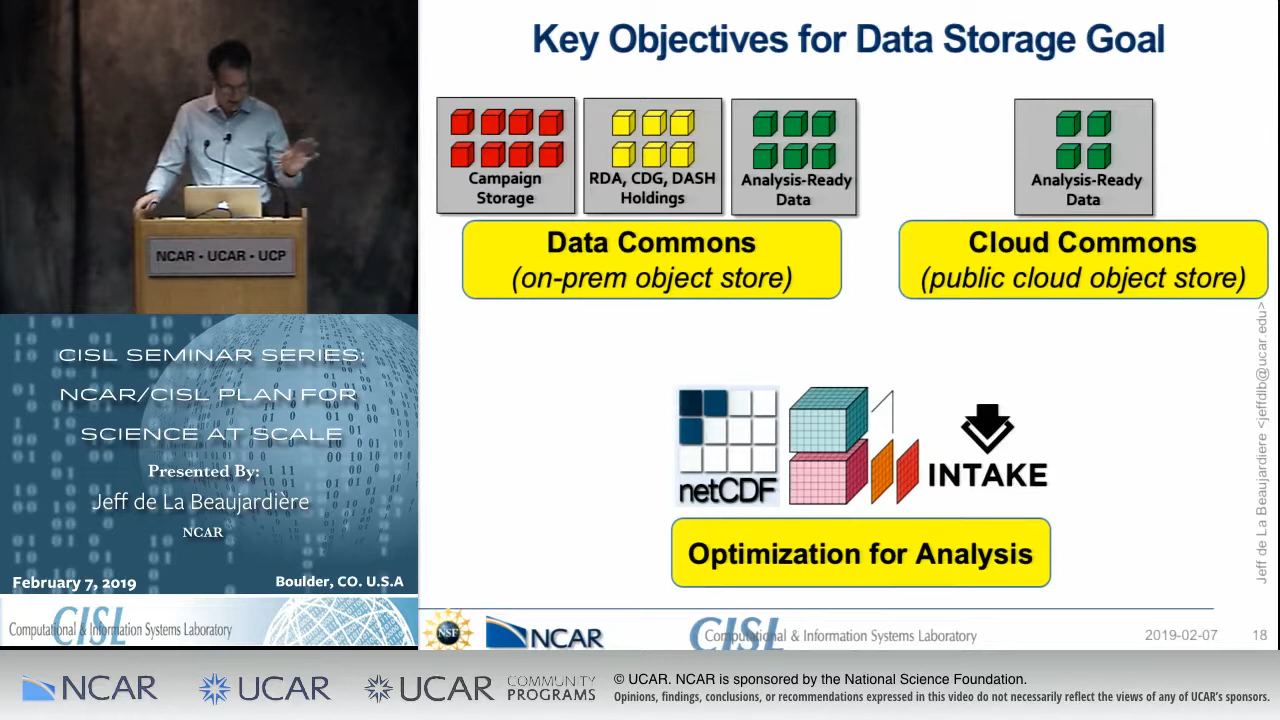 Key Objectives for Data Storage Goal
Campaign
Storage
RDA, CDG, DASH
Holdings
Analysis-Ready
Data
Analysis-Ready
Data
Data Commons
(on-prem object store)
Cloud Commons
(public cloud object store)
netCDF
INTAKE
Optimization for Analysis
Jeff de La Beaujardiere <jeffdlb@ucar.edu>
NSF
NCAR
CISL
Computational & Information Systems Laboratory
2019-02-07
18
NCAR • UCAR • UCP
CISL SEMINAR SERIES:
NCAR/CISL PLAN FOR
SCIENCE AT SCALE
Presented By:
Jeff de La Beaujardière
NCAR
February 7, 2019
Boulder, CO. U.S.A
CISL
Computational & Information Systems Laboratory
NCAR
UCAR
UCAR
COMMUNITY
PROGRAMS
© UCAR. NCAR is sponsored by the National Science Foundation.
Opinions, findings, conclusions, or recommendations expressed in this video do not necessarily reflect the views of any of UCAR's sponsors.